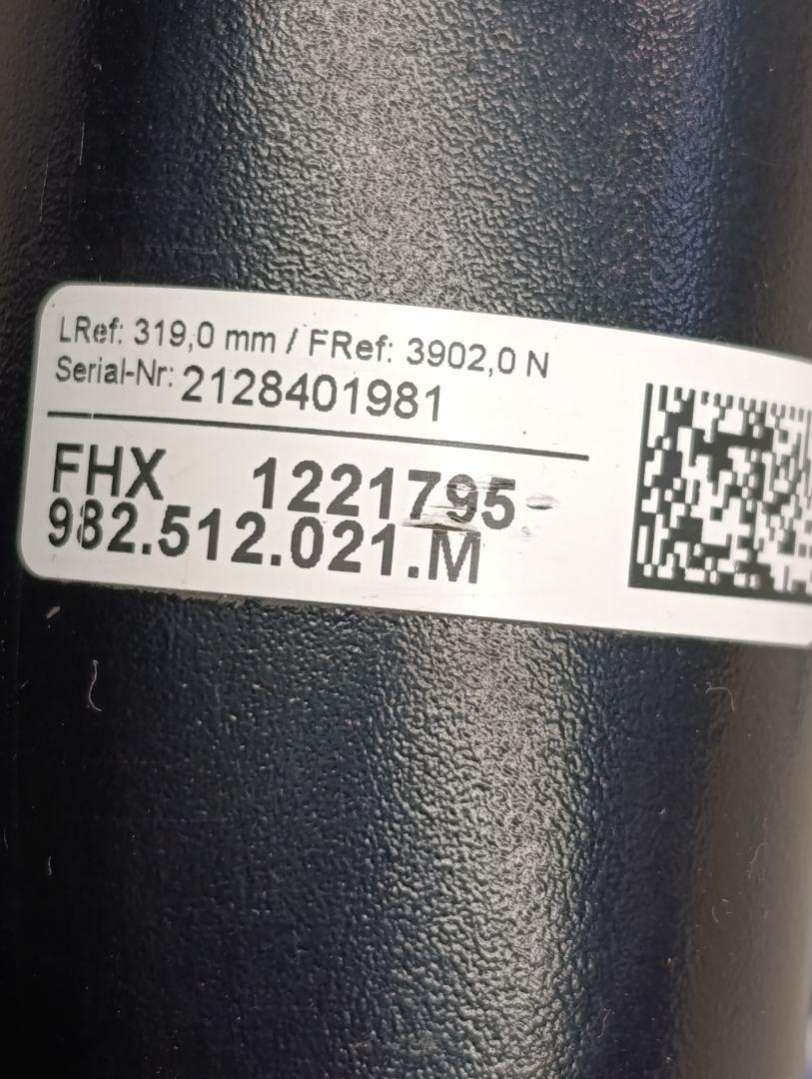 LRef: 319,0 mm / FRef: 3902,0 N
Serial-Nr: 2128401981
FHX 1221795
982.512.021.M